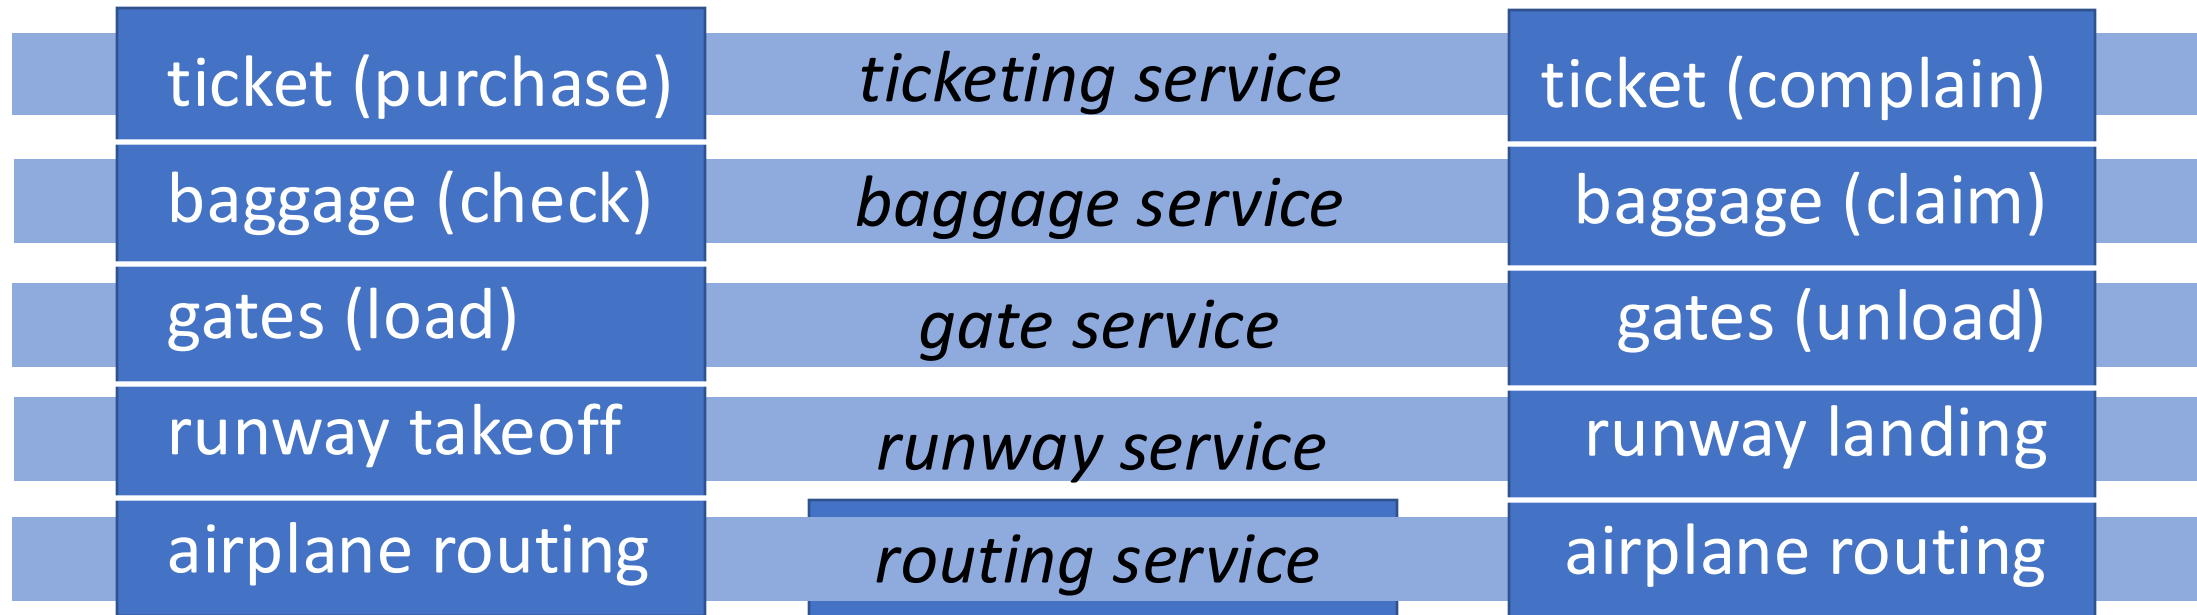 ticket (purchase) ticketing service ticket (complain)
baggage (check) baggage service baggage (claim)
gates (load) gate service gates (unload)
runway takeoff runway service runway landing
airplane routing routing service airplane routing